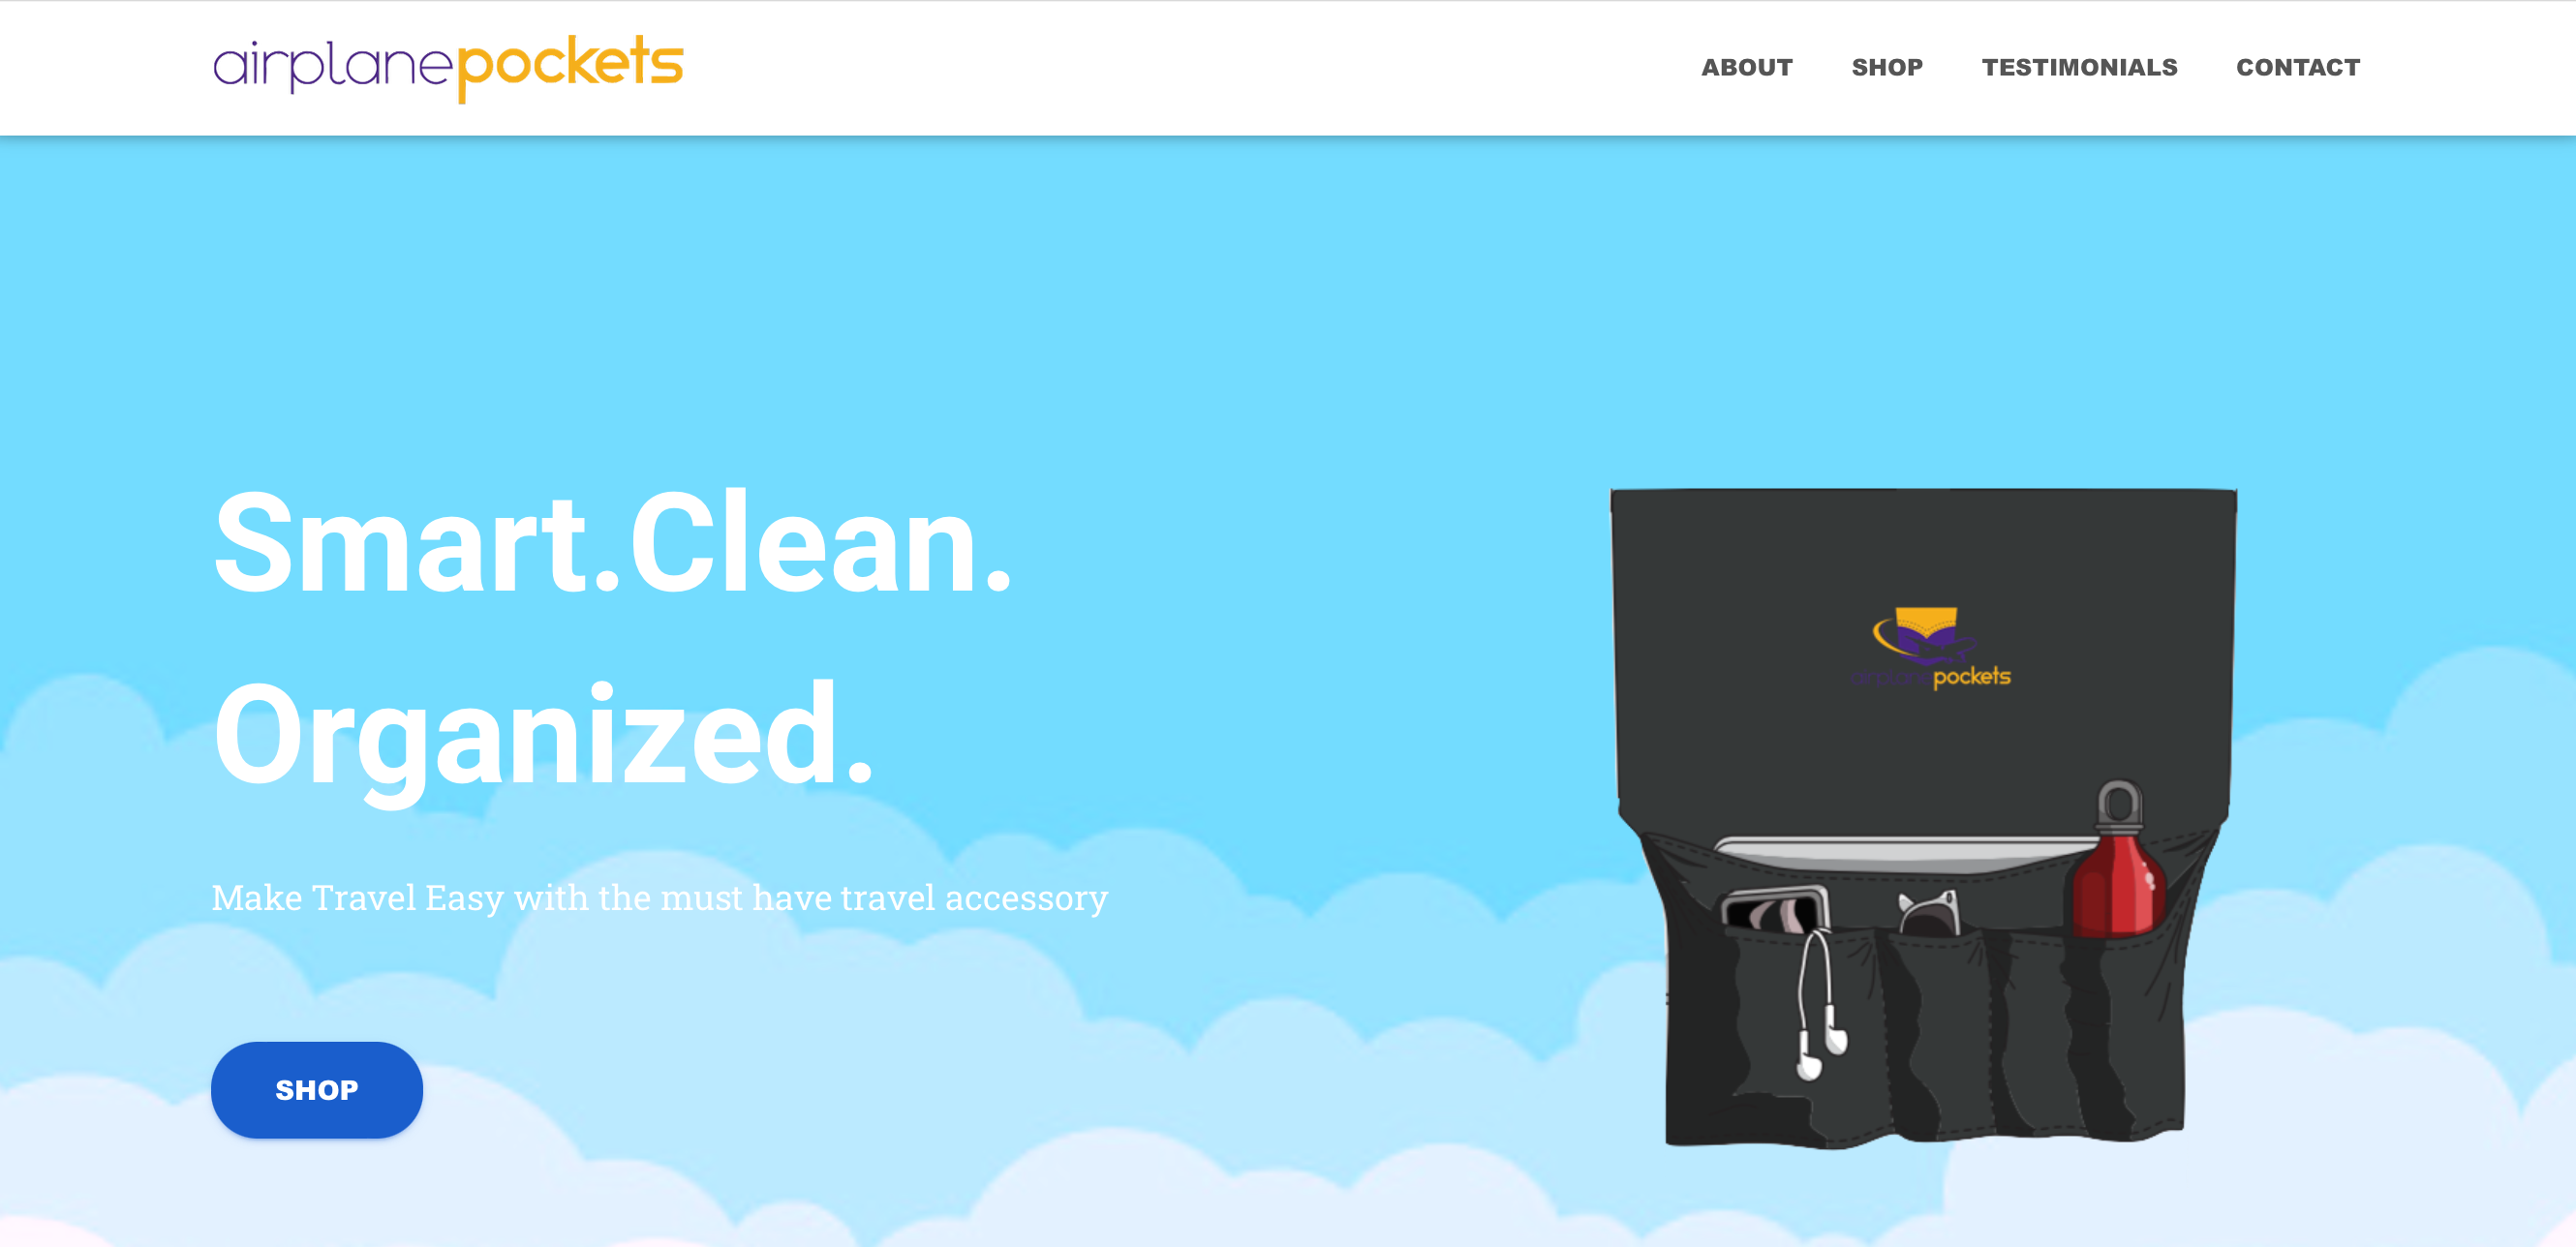 airplanepockets
ABOUT SHOP TESTIMONIALS CONTACT
Smart.Clean.
Organized.
airplanepockets
Make Travel Easy with the must have travel accessory
SHOP